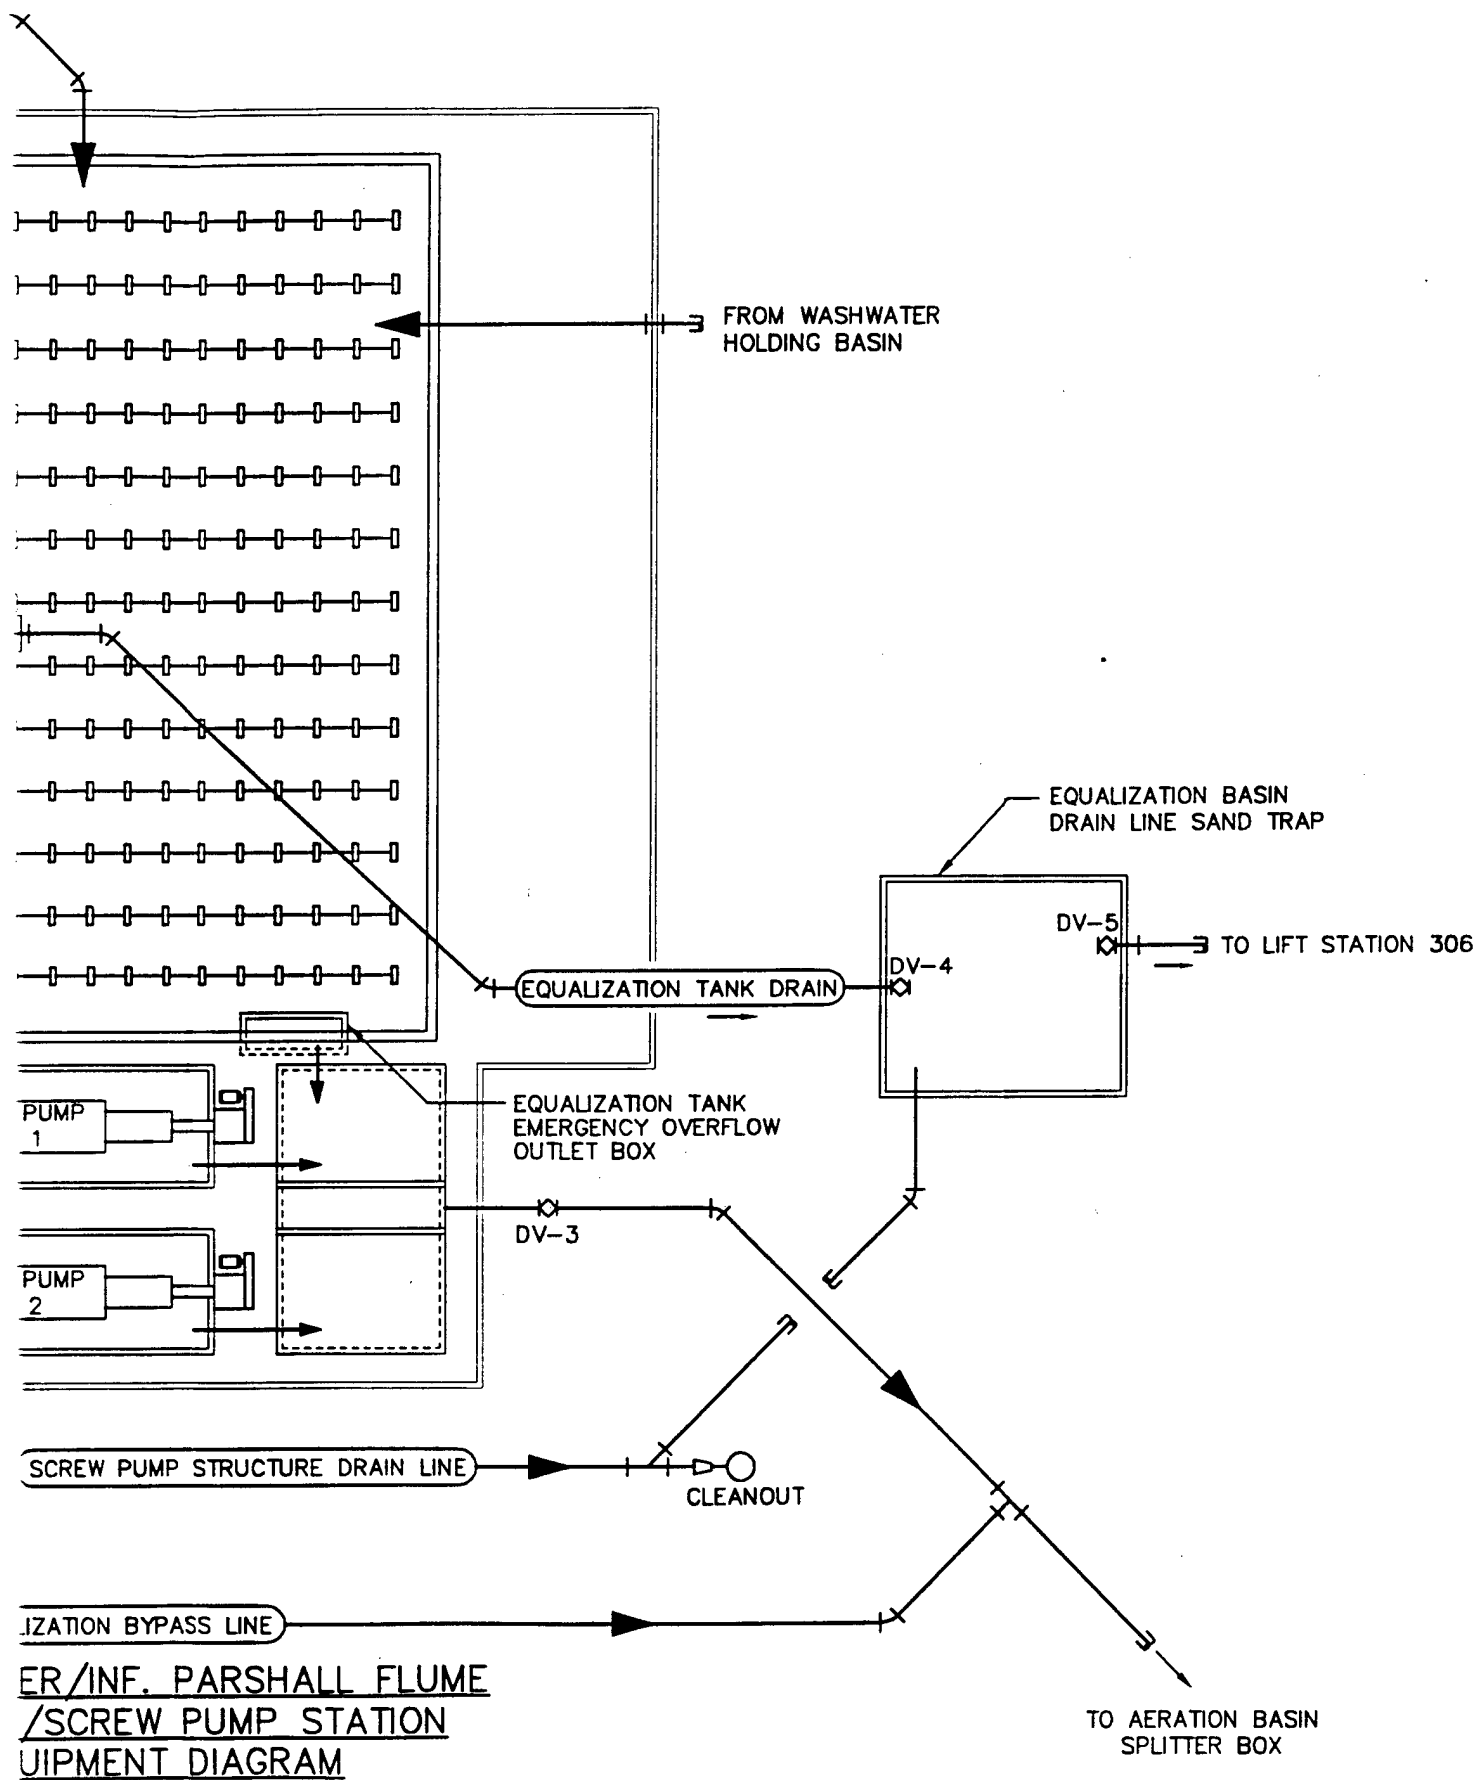 FROM WASHWATER
HOLDING BASIN
EQUALIZATION BASIN
DRAIN LINE SAND TRAP
DV-5
TO LIFT STATION 306
DV-4
EQUALIZATION TANK DRAIN
EQUALIZATION TANK
EMERGENCY OVERFLOW
OUTLET BOX
PUMP
1
DV-3
PUMP
2
SCREW PUMP STRUCTURE DRAIN LINE
CLEANOUT
IZATION BYPASS LINE
ER/INF. PARSHALL FLUME
/SCREW PUMP STATION
UIPMENT DIAGRAM
TO AERATION BASIN
SPLITTER BOX